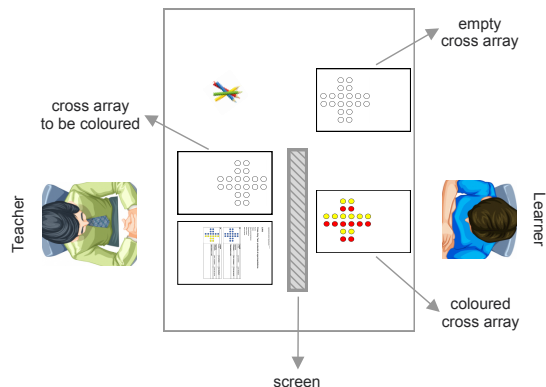 empty
cross array
cross array
to be coloured
Teacher
Learner
coloured
cross array
screen